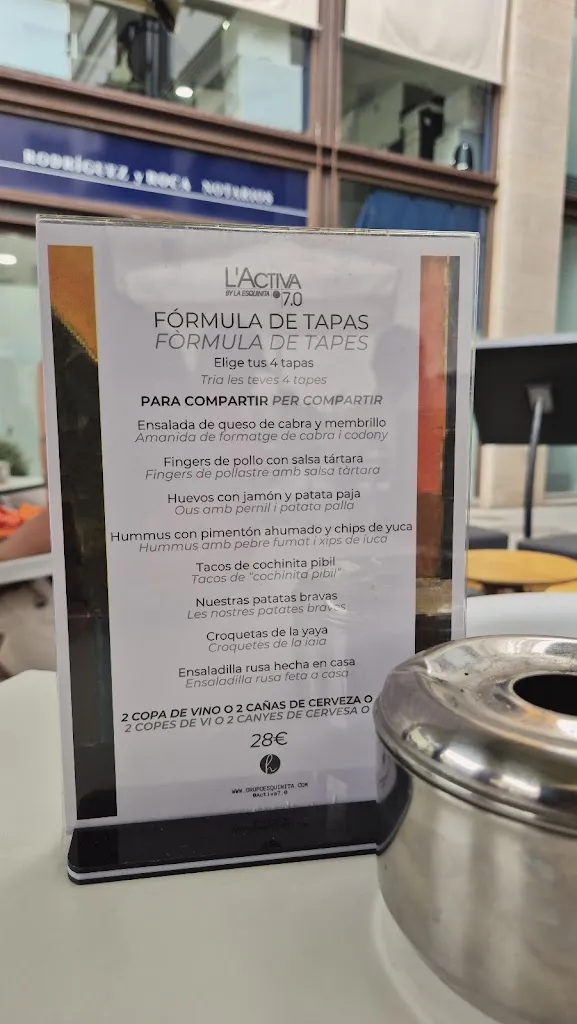 RODRÍGUEZ y ROCA NOTARIOS
L'ACTIVA
BY LA ESQUINITA 7.0
FÓRMULA DE TAPAS
FÒRMULA DE TAPES
Elige tus 4 tapas
Tria les teves 4 tapes
PARA COMPARTIR PER COMPARTIR
Ensalada de queso de cabra y membrillo
Amanida de formatge de cabra i codony
Fingers de pollo con salsa tártara
Fingers de pollastre amb salsa tàrtara
Huevos con jamón y patata paja
Ous amb pernil i patata palla
Hummus con pimentón ahumado y chips de yuca
Hummus amb pebre fumat i xips de iuca
Tacos de cochinita pibil
Tacos de "cochinita pibil"
Nuestras patatas bravas
Les nostres patates braves
Croquetas de la yaya
Croquetes de la iaia
Ensaladilla rusa hecha en casa
Ensaladilla rusa feta a casa
2 COPA DE VINO O 2 CAÑAS DE CERVEZA O
2 COPES DE VI O 2 CANYES DE CERVESA O
28€
h
WWW.GRUPOESQUINITA.COM
#Activa7.0